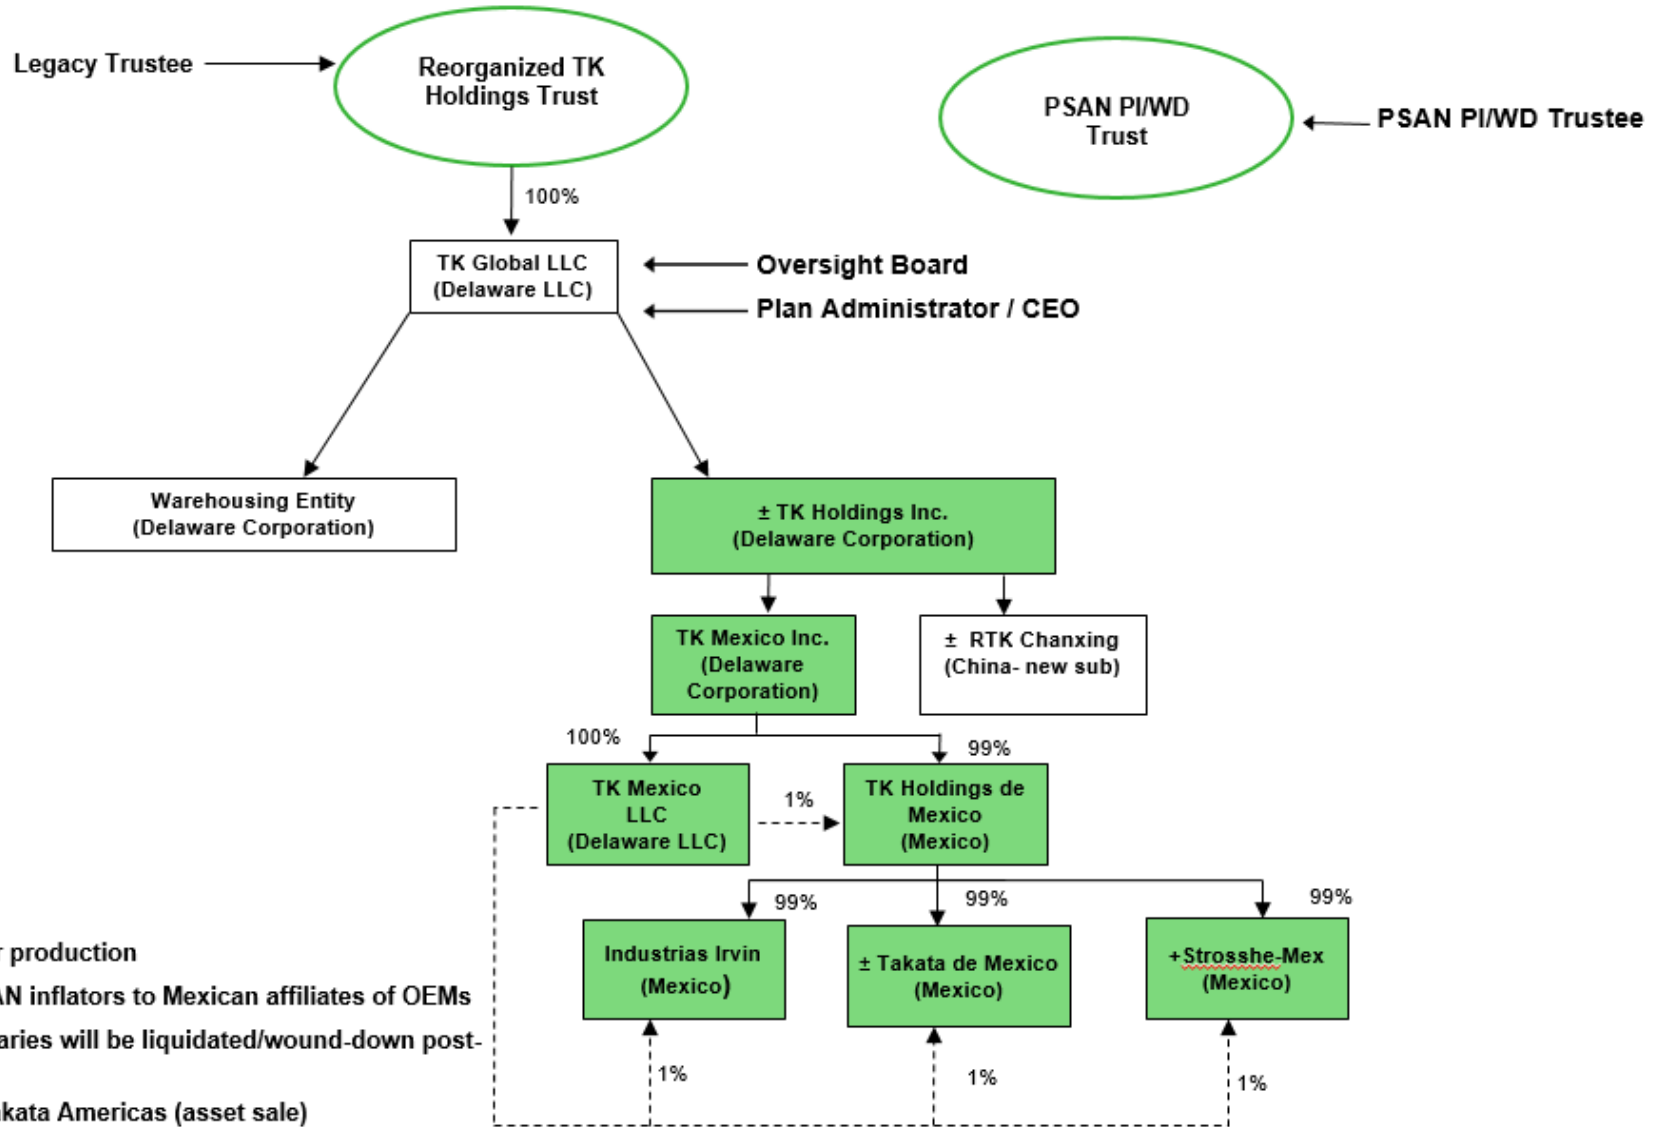 Legacy Trustee
Reorganized TK
Holdings Trust
PSAN PI/WD
Trust
PSAN PI/WD Trustee
100%
TK Global LLC
(Delaware LLC)
Oversight Board
Plan Administrator / CEO
Warehousing Entity
(Delaware Corporation)
± TK Holdings Inc.
(Delaware Corporation)
TK Mexico Inc.
(Delaware
Corporation)
± RTK Chanxing
(China- new sub)
100%
99%
TK Mexico
LLC
(Delaware LLC)
1%
TK Holdings de
Mexico
(Mexico)
99%
99%
99%
Industrias Irvin
(Mexico)
± Takata de Mexico
(Mexico)
+Strosshe-Mex
(Mexico)
1%
1%
1%
r production
AN inflators to Mexican affiliates of OEMs
aries will be liquidated/wound-down post-
akata Americas (asset sale)